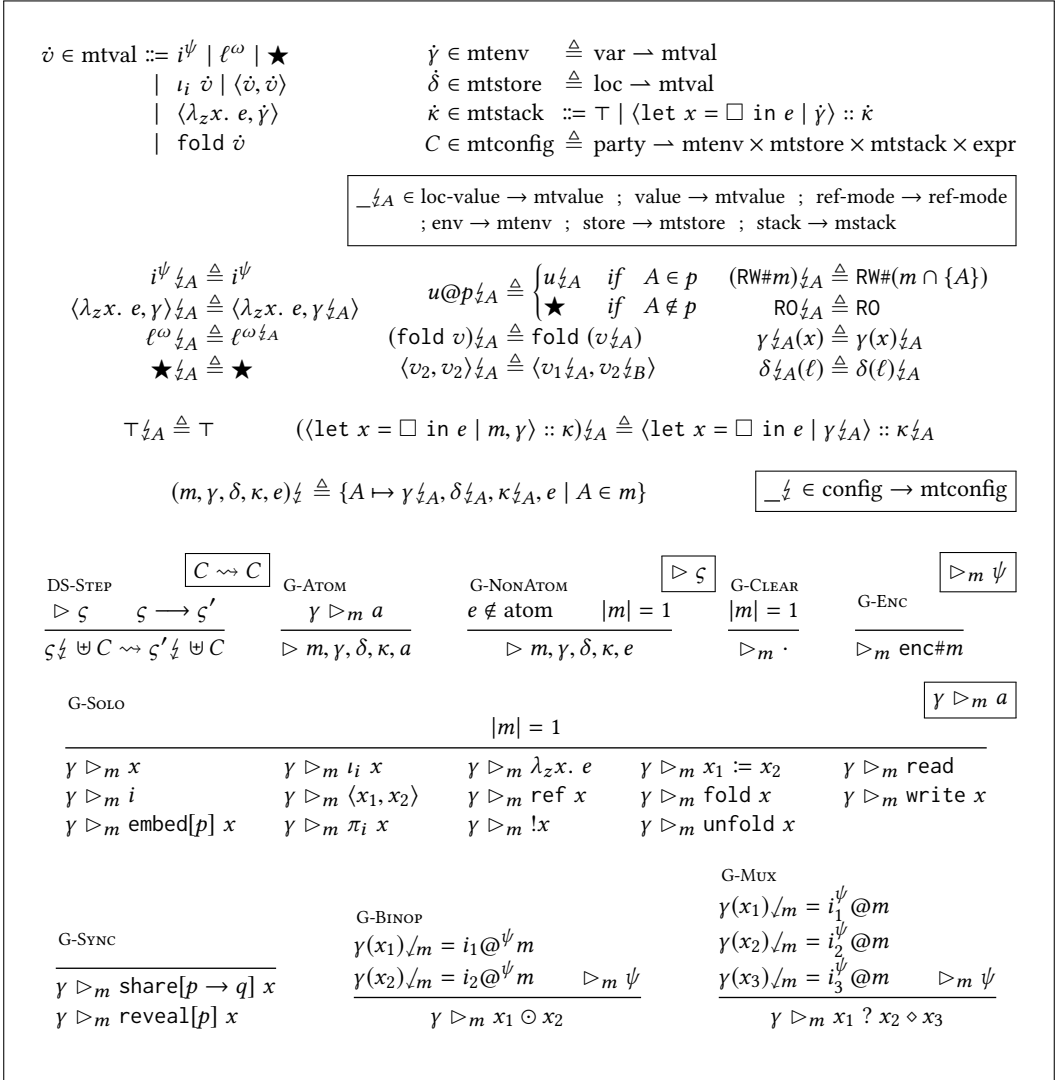 v̇ ∈ mtval ::= i^ψ | ℓ^ω | ★ γ̇ ∈ mtenv ≜ var ⇀ mtval
| ι_i v̇ | ⟨v̇, v̇⟩ δ̇ ∈ mtstore ≜ loc ⇀ mtval
| ⟨λ_z x. e, γ̇⟩ κ̇ ∈ mtstack ::= ⊤ | ⟨let x = □ in e | γ̇⟩ :: κ̇
| fold v̇ C ∈ mtconfig ≜ party ⇀ mtenv × mtstore × mtstack × expr
_↯_A ∈ loc-value → mtvalue ; value → mtvalue ; ref-mode → ref-mode
; env → mtenv ; store → mtstore ; stack → mstack
i^ψ↯_A ≜ i^ψ
⟨λ_z x. e, γ⟩↯_A ≜ ⟨λ_z x. e, γ↯_A⟩
ℓ^ω↯_A ≜ ℓ^{ω↯_A}
★↯_A ≜ ★
u@p↯_A ≜ { u↯_A if A ∈ p
★ if A ∉ p
(fold v)↯_A ≜ fold (v↯_A)
⟨v_2, v_2⟩↯_A ≜ ⟨v_1↯_A, v_2↯_B⟩
(RW#m)↯_A ≜ RW#(m ∩ {A})
RO↯_A ≜ RO
γ↯_A(x) ≜ γ(x)↯_A
δ↯_A(ℓ) ≜ δ(ℓ)↯_A
⊤↯_A ≜ ⊤ (⟨let x = □ in e | m, γ⟩ :: κ)↯_A ≜ ⟨let x = □ in e | γ↯_A⟩ :: κ↯_A
(m, γ, δ, κ, e)↯ ≜ {A ↦ γ↯_A, δ↯_A, κ↯_A, e | A ∈ m} _↯ ∈ config → mtconfig
C ⇝ C
DS-Step
▷ ς ς ⟶ ς′
ς↯ ⊎ C ⇝ ς′↯ ⊎ C
G-Atom
γ ▷_m a
▷ m, γ, δ, κ, a
▷ ς
G-NonAtom
e ∉ atom |m| = 1
▷ m, γ, δ, κ, e
G-Clear
|m| = 1
▷_m ·
▷_m ψ
G-Enc
▷_m enc#m
G-Solo
γ ▷_m a
|m| = 1
γ ▷_m x γ ▷_m ι_i x γ ▷_m λ_z x. e γ ▷_m x_1 := x_2 γ ▷_m read
γ ▷_m i γ ▷_m ⟨x_1, x_2⟩ γ ▷_m ref x γ ▷_m fold x γ ▷_m write x
γ ▷_m embed[p] x γ ▷_m π_i x γ ▷_m !x γ ▷_m unfold x
G-Sync
γ ▷_m share[p → q] x
γ ▷_m reveal[p] x
G-Binop
γ(x_1)↓_m = i_1@^ψ m
γ(x_2)↓_m = i_2@^ψ m ▷_m ψ
γ ▷_m x_1 ⊙ x_2
G-Mux
γ(x_1)↓_m = i_1^ψ@m
γ(x_2)↓_m = i_2^ψ@m
γ(x_3)↓_m = i_3^ψ@m ▷_m ψ
γ ▷_m x_1 ? x_2 ⋄ x_3